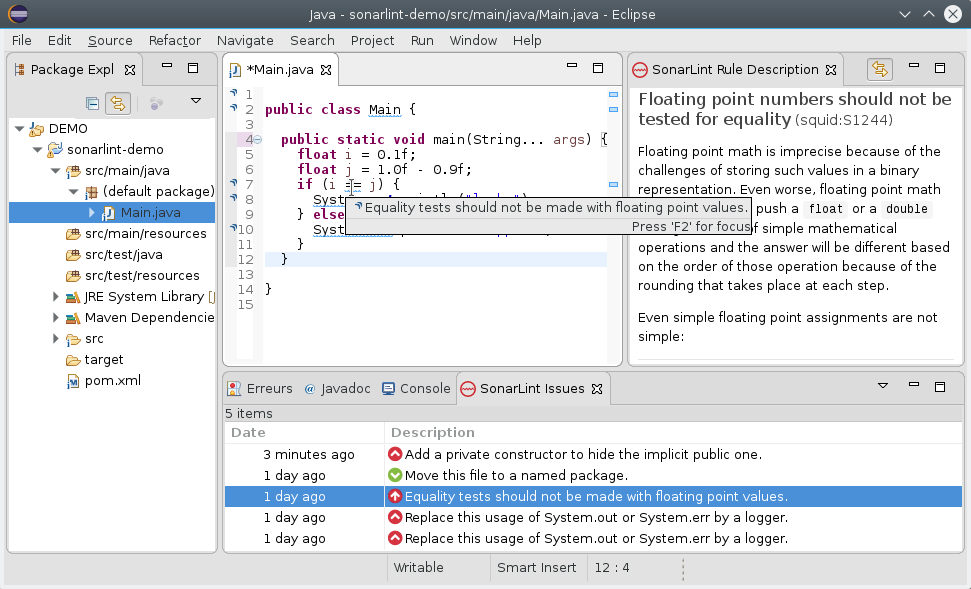 Java - sonarlint-demo/src/main/java/Main.java - Eclipse
File Edit Source Refactor Navigate Search Project Run Window Help
Package Expl
DEMO
sonarlint-demo
src/main/java
(default package)
Main.java
src/main/resources
src/test/java
src/test/resources
JRE System Library [J
Maven Dependencie
src
target
pom.xml
*Main.java
1
2 public class Main {
3
4 public static void main(String... args) {
5 float i = 0.1f;
6 float j = 1.0f - 0.9f;
7 if (i == j) {
8 Syst
9 } else
10 Syst
11 }
12 }
13
14 }
15
Equality tests should not be made with floating point values.
Press 'F2' for focus
SonarLint Rule Description
Floating point numbers should not be
tested for equality (squid:S1244)
Floating point math is imprecise because of the
challenges of storing such values in a binary
representation. Even worse, floating point math
push a float or a double
of simple mathematical
operations and the answer will be different based
on the order of those operation because of the
rounding that takes place at each step.
Even simple floating point assignments are not
simple:
Erreurs Javadoc Console SonarLint Issues
5 items
Date Description
3 minutes ago Add a private constructor to hide the implicit public one.
1 day ago Move this file to a named package.
1 day ago Equality tests should not be made with floating point values.
1 day ago Replace this usage of System.out or System.err by a logger.
1 day ago Replace this usage of System.out or System.err by a logger.
Writable Smart Insert 12 : 4